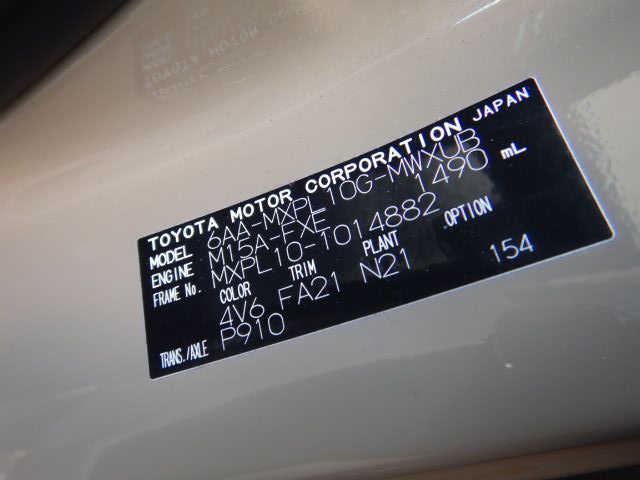 TOYOTA MOTOR CORPORATION JAPAN
MODEL 6AA-MXPL10G-MWXUB
ENGINE M15A-FXE 1490 mL
FRAME No. MXPL10-1014882
COLOR TRIM PLANT OPTION
4V6 FA21 N21 154
TRANS./AXLE P910